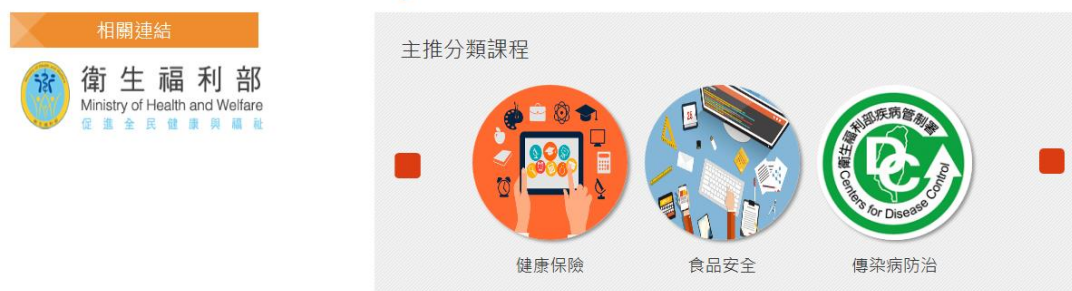 相關連結
衛生福利部
Ministry of Health and Welfare
促進全民健康與福祉
主推分類課程
衛生福利部疾病管制署
Centers for Disease Control
健康保險
食品安全
傳染病防治